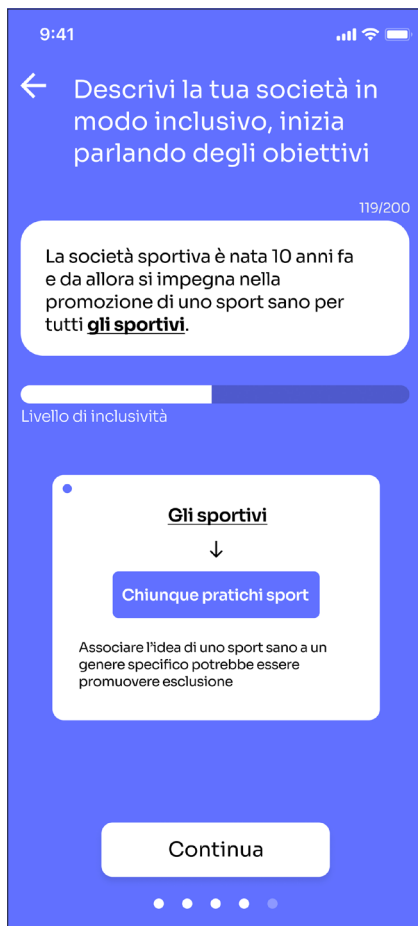 9:41
Descrivi la tua società in
modo inclusivo, inizia
parlando degli obiettivi
119/200
La società sportiva è nata 10 anni fa
e da allora si impegna nella
promozione di uno sport sano per
tutti gli sportivi.
Livello di inclusività
Gli sportivi
↓
Chiunque pratichi sport
Associare l'idea di uno sport sano a un
genere specifico potrebbe essere
promuovere esclusione
Continua